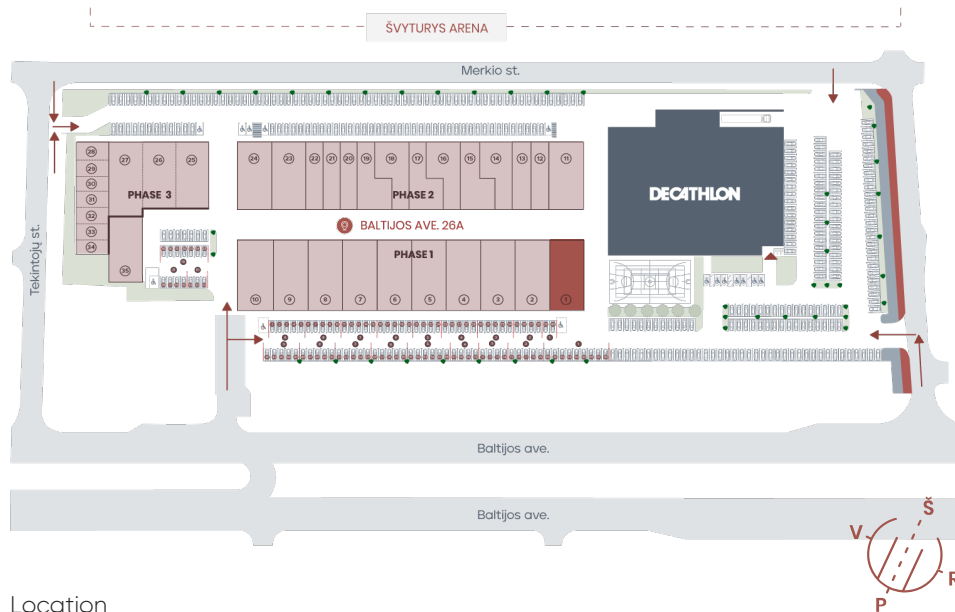 ŠVYTURYS ARENA
Merkio st.
28
27
26
25
24
23
22
21
20
19
18
17
16
15
14
13
12
11
29
30
31
32
33
34
35
PHASE 3
PHASE 2
DECATHLON
BALTIJOS AVE. 26A
PHASE 1
Tekintojų st.
10
9
8
7
6
5
4
3
2
1
Baltijos ave.
Baltijos ave.
Š
V
R
P
Location